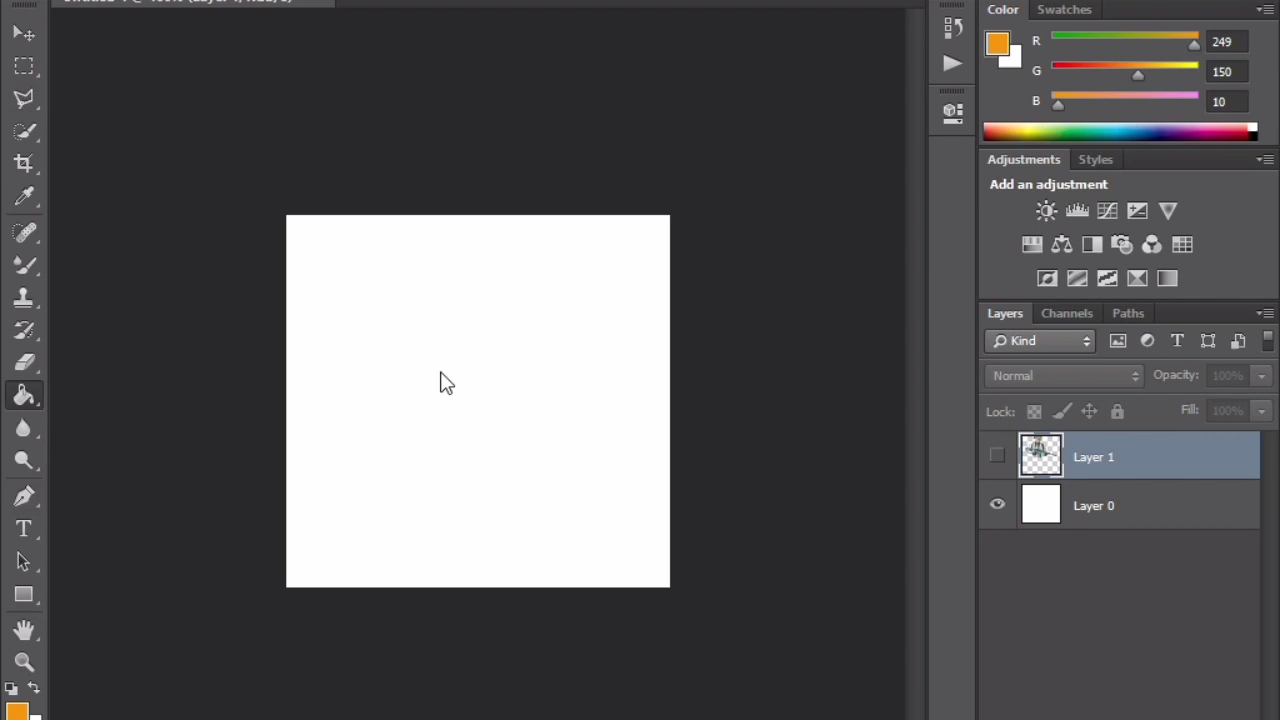 Color Swatches
R 249
G 150
B 10
Adjustments Styles
Add an adjustment
Layers Channels Paths
Kind
Normal Opacity: 100%
Lock: Fill: 100%
Layer 1
Layer 0